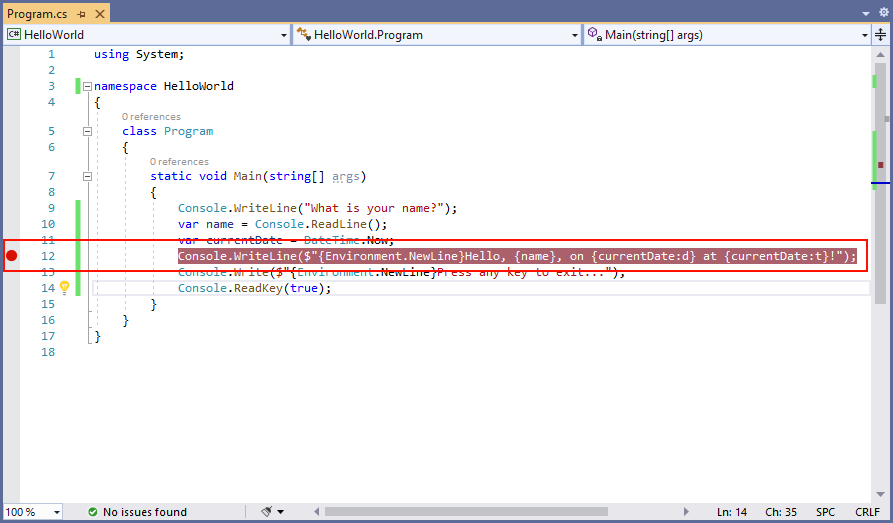 Program.cs
C# HelloWorld HelloWorld.Program Main(string[] args)
1 using System;
2
3 namespace HelloWorld
4 {
0 references
5 class Program
6 {
0 references
7 static void Main(string[] args)
8 {
9 Console.WriteLine("What is your name?");
10 var name = Console.ReadLine();
11 var currentDate = DateTime.Now;
12 Console.WriteLine($"{Environment.NewLine}Hello, {name}, on {currentDate:d} at {currentDate:t}!");
13 Console.Write($"{Environment.NewLine}Press any key to exit...");
14 Console.ReadKey(true);
15 }
16 }
17 }
18
100 % No issues found Ln: 14 Ch: 35 SPC CRLF